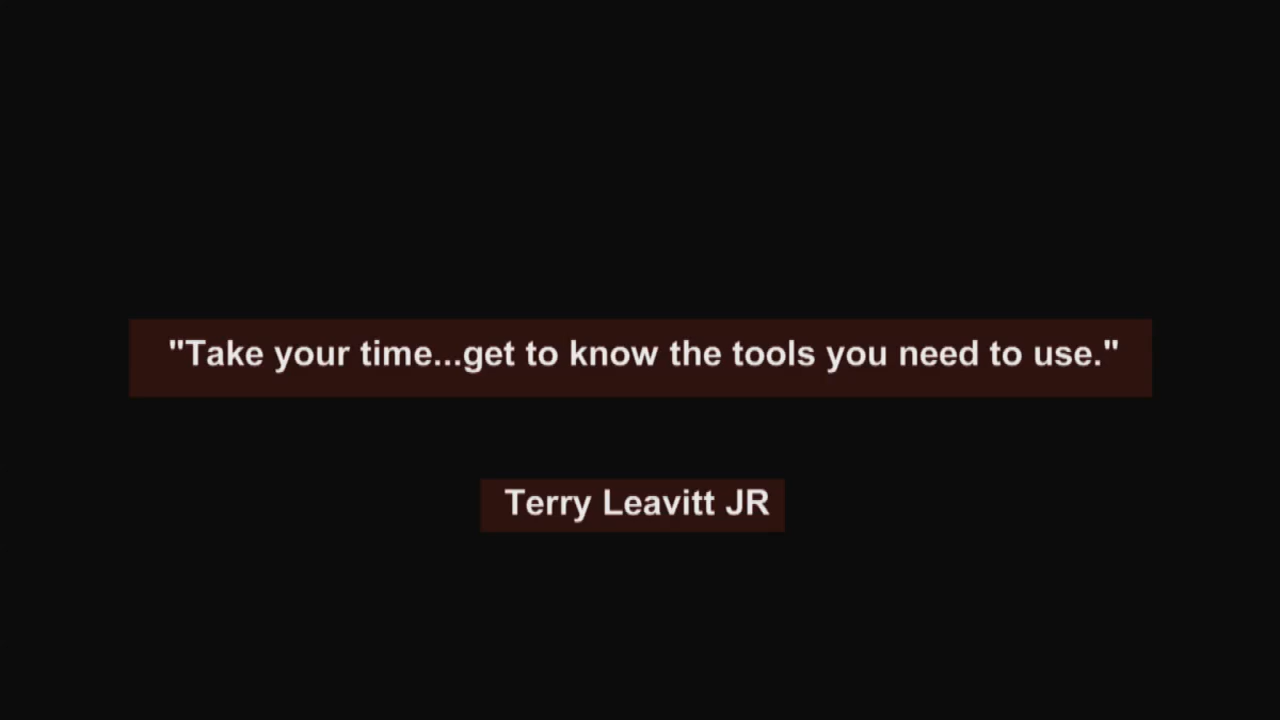 "Take your time...get to know the tools you need to use."
Terry Leavitt JR